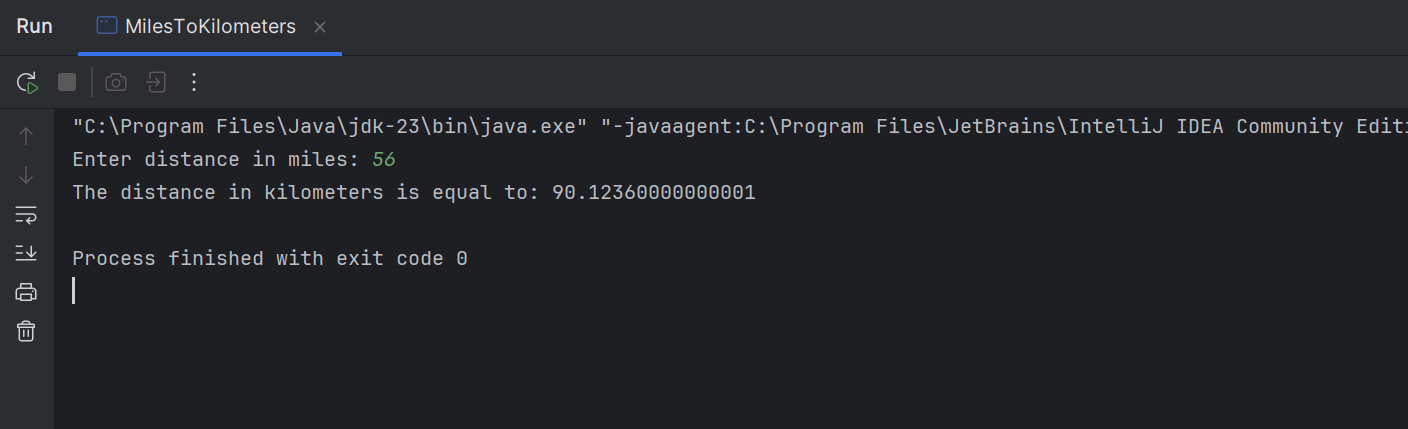 Run MilesToKilometers
"C:\Program Files\Java\jdk-23\bin\java.exe" "-javaagent:C:\Program Files\JetBrains\IntelliJ IDEA Community
Enter distance in miles: 56
The distance in kilometers is equal to: 90.12360000000001
Process finished with exit code 0